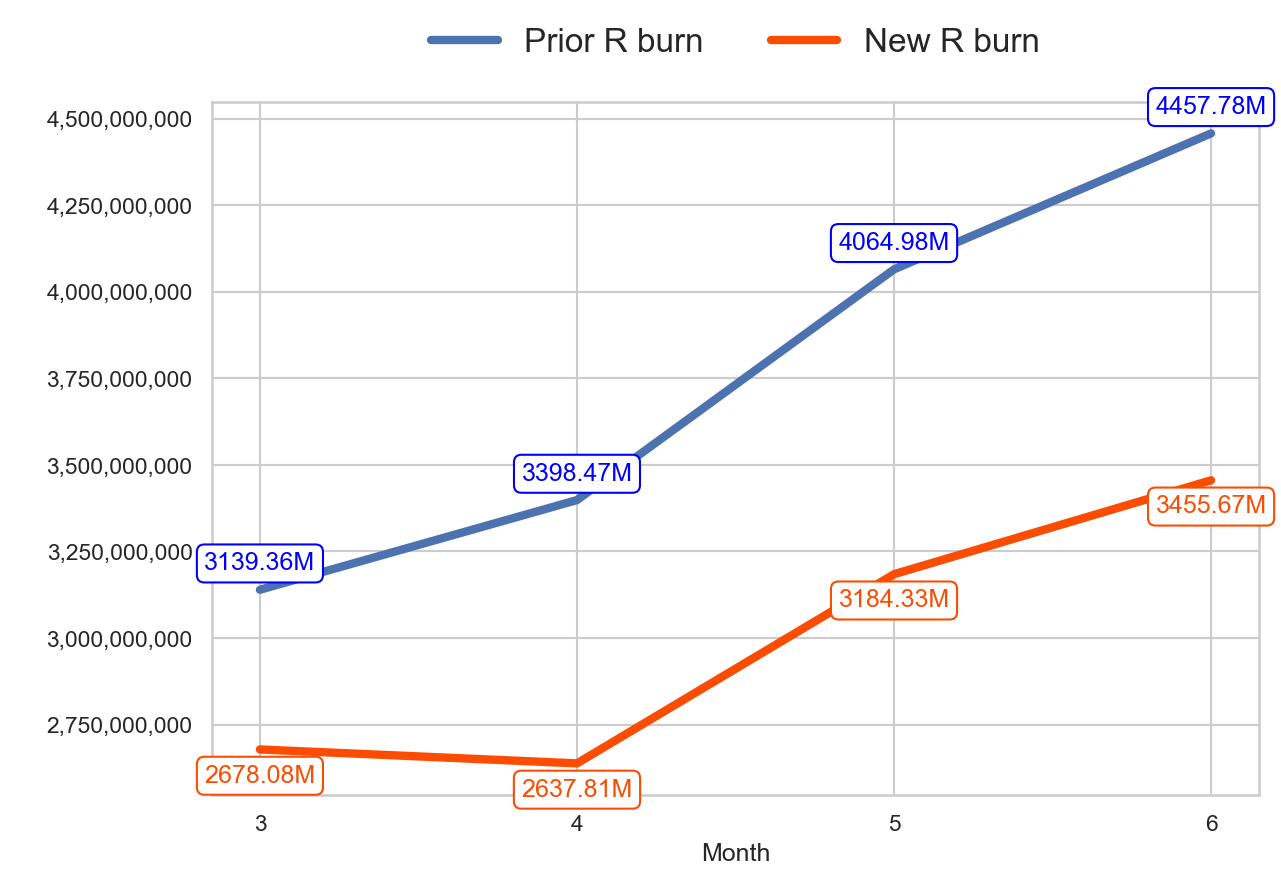 Prior R burn New R burn
4,500,000,000
4457.78M
4,250,000,000
4064.98M
4,000,000,000
3,750,000,000
3,500,000,000
3398.47M
3455.67M
3,250,000,000
3139.36M
3184.33M
3,000,000,000
2,750,000,000
2678.08M
2637.81M
3 4 5 6
Month